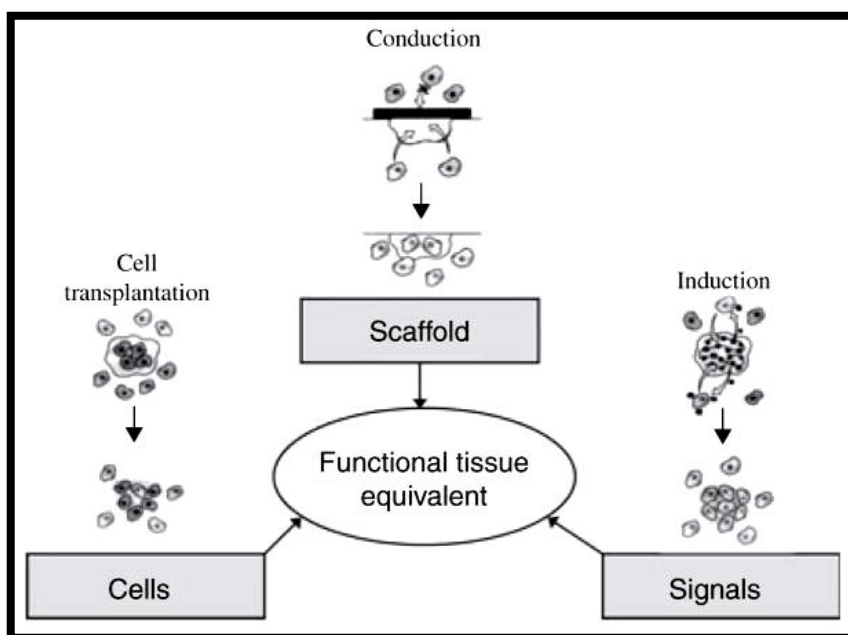 Conduction
Cell
transplantation
Induction
Scaffold
Functional tissue
equivalent
Cells
Signals